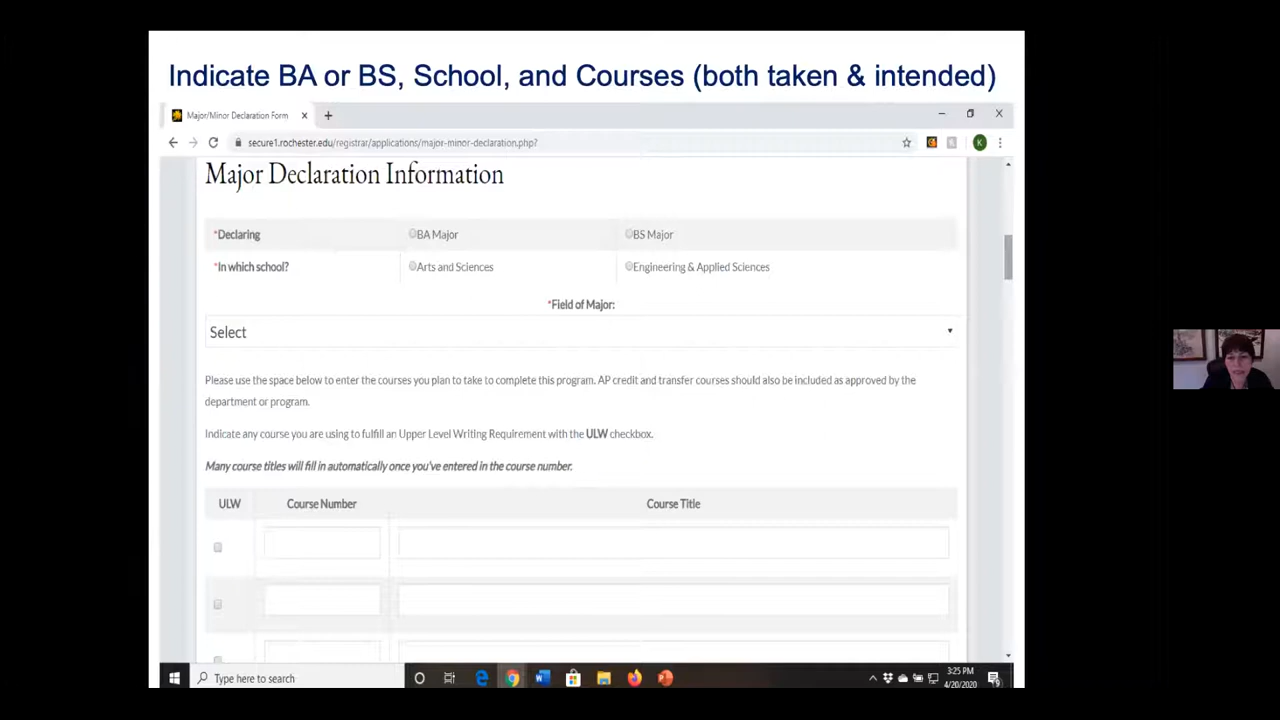 Indicate BA or BS, School, and Courses (both taken & intended)
Major/Minor Declaration Form
secure1.rochester.edu/registrar/applications/major-minor-declaration.php?
K
Major Declaration Information
*Declaring BA Major BS Major
*In which school? Arts and Sciences Engineering & Applied Sciences
*Field of Major:
Select
Please use the space below to enter the courses you plan to take to complete this program. AP credit and transfer courses should also be included as approved by the
department or program.
Indicate any course you are using to fulfill an Upper Level Writing Requirement with the ULW checkbox.
Many course titles will fill in automatically once you've entered in the course number.
ULW Course Number Course Title
Type here to search
3:25 PM
4/20/2020